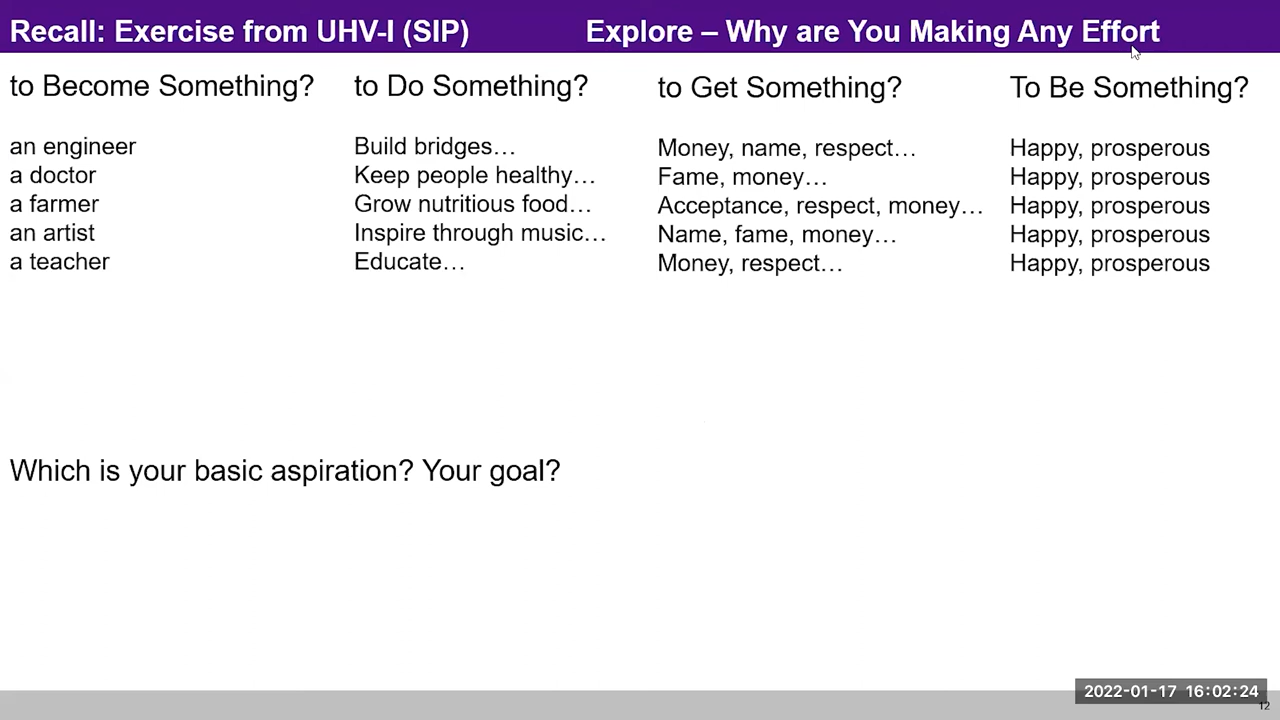 Recall: Exercise from UHV-I (SIP) Explore – Why are You Making Any Effort
to Become Something? to Do Something? to Get Something? To Be Something?
an engineer Build bridges… Money, name, respect… Happy, prosperous
a doctor Keep people healthy… Fame, money… Happy, prosperous
a farmer Grow nutritious food… Acceptance, respect, money… Happy, prosperous
an artist Inspire through music… Name, fame, money… Happy, prosperous
a teacher Educate… Money, respect… Happy, prosperous
Which is your basic aspiration? Your goal?
2022-01-17 16:02:24
12